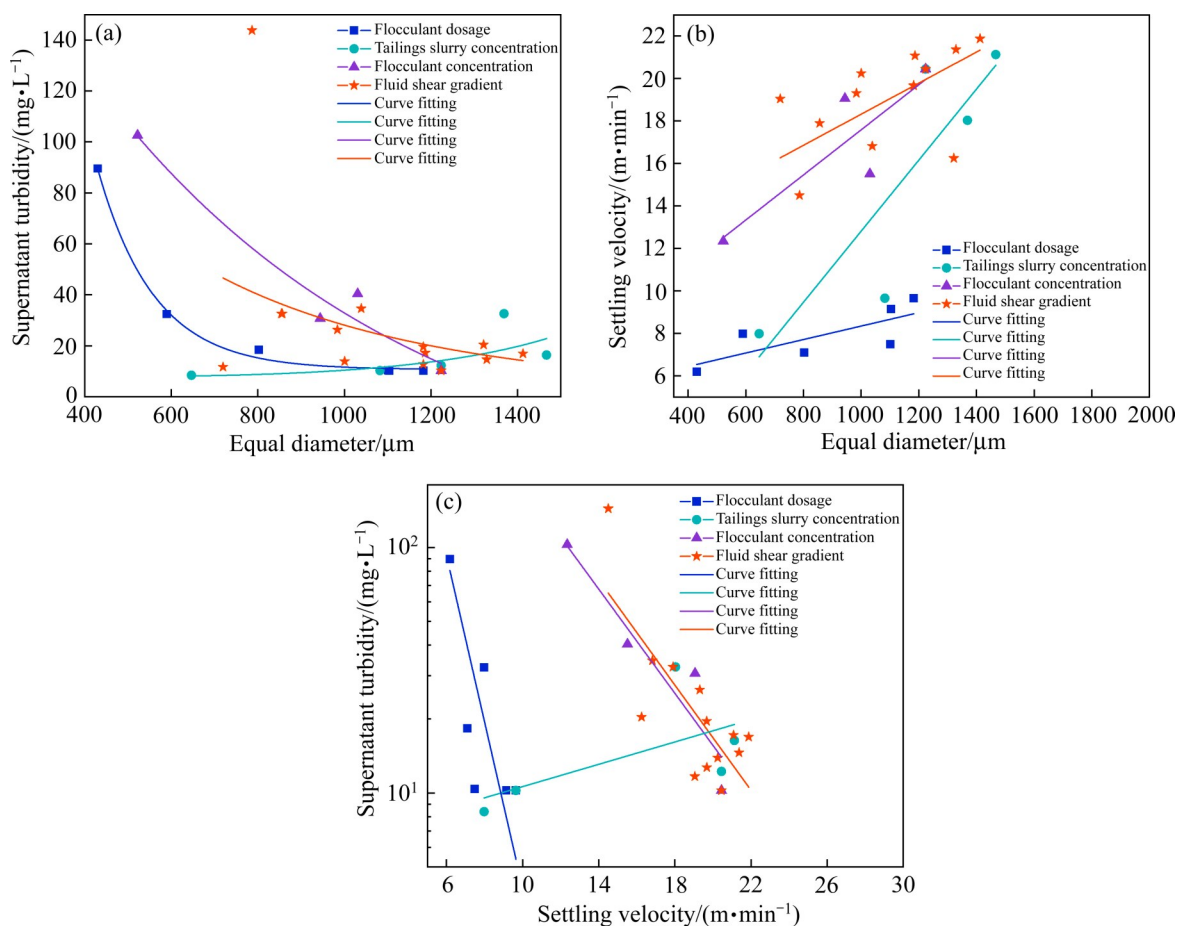 (a)
Flocculant dosage
Tailings slurry concentration
Flocculant concentration
Fluid shear gradient
Curve fitting
Curve fitting
Curve fitting
Curve fitting
140
120
100
80
60
40
20
0
Supernatant turbidity/(mg•L⁻¹)
400 600 800 1000 1200 1400
Equal diameter/μm
(b)
22
20
18
16
14
12
10
8
6
Settling velocity/(m•min⁻¹)
Flocculant dosage
Tailings slurry concentration
Flocculant concentration
Fluid shear gradient
Curve fitting
Curve fitting
Curve fitting
Curve fitting
400 600 800 1000 1200 1400 1600 1800 2000
Equal diameter/μm
(c)
Flocculant dosage
Tailings slurry concentration
Flocculant concentration
Fluid shear gradient
Curve fitting
Curve fitting
Curve fitting
Curve fitting
10²
10¹
Supernatant turbidity/(mg•L⁻¹)
6 10 14 18 22 26 30
Settling velocity/(m•min⁻¹)